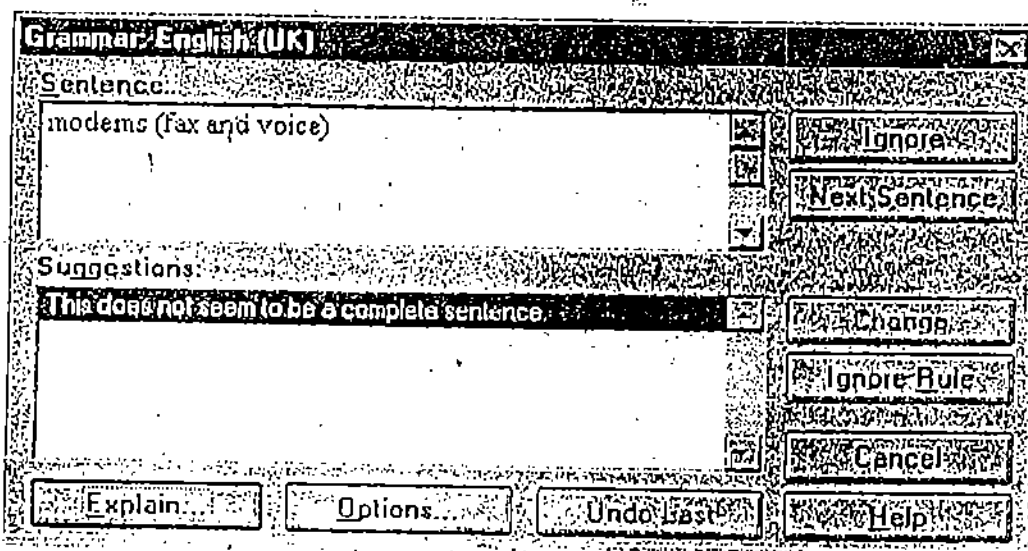 Grammar: English (UK)
Sentence:
modems (fax and voice)
Ignore
Next Sentence
Suggestions:
This does not seem to be a complete sentence.
Change
Ignore Rule
Cancel
Explain...
Options...
Undo Last
Help